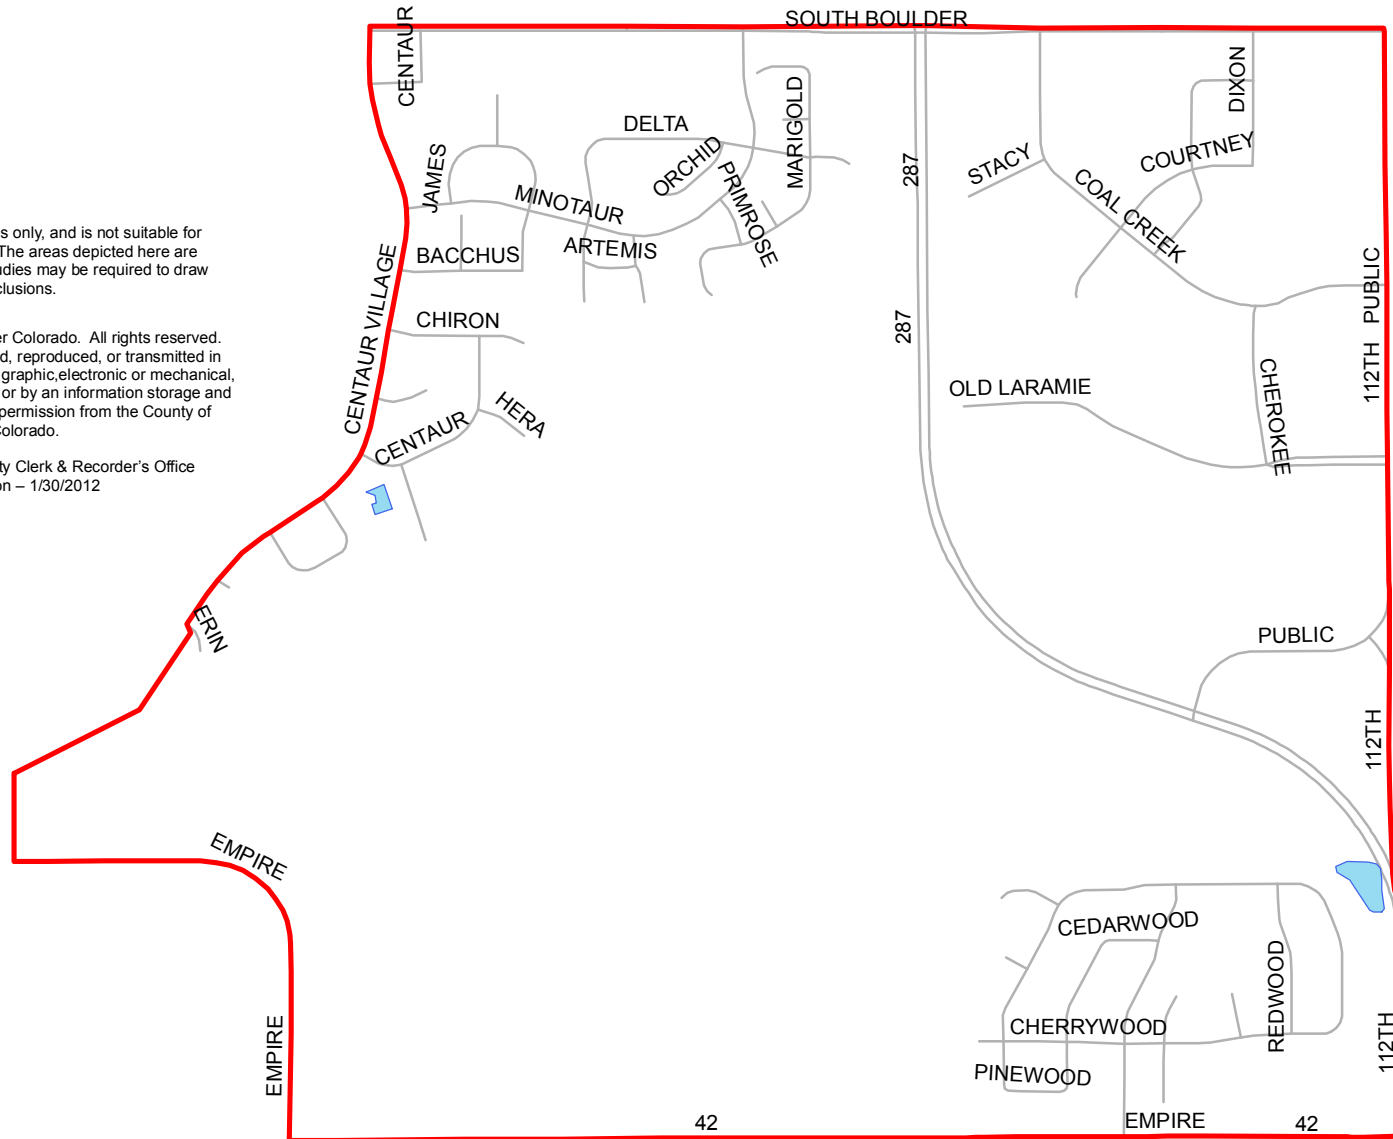 SOUTH BOULDER
CENTAUR
DIXON
MARIGOLD
DELTA
ORCHID
PRIMROSE
JAMES
MINOTAUR
ARTEMIS
BACCHUS
287
STACY
COURTNEY
COAL CREEK
s only, and is not suitable for
The areas depicted here are
udies may be required to draw
clusions.
er Colorado.  All rights reserved.
d, reproduced, or transmitted in
graphic,electronic or mechanical,
or by an information storage and
permission from the County of
Colorado.
ty Clerk & Recorder's Office
on – 1/30/2012
CENTAUR VILLAGE
CHIRON
287
112TH
PUBLIC
OLD LARAMIE
CHEROKEE
HERA
CENTAUR
ERIN
PUBLIC
112TH
EMPIRE
CEDARWOOD
REDWOOD
CHERRYWOOD
PINEWOOD
112TH
EMPIRE
42
EMPIRE
42